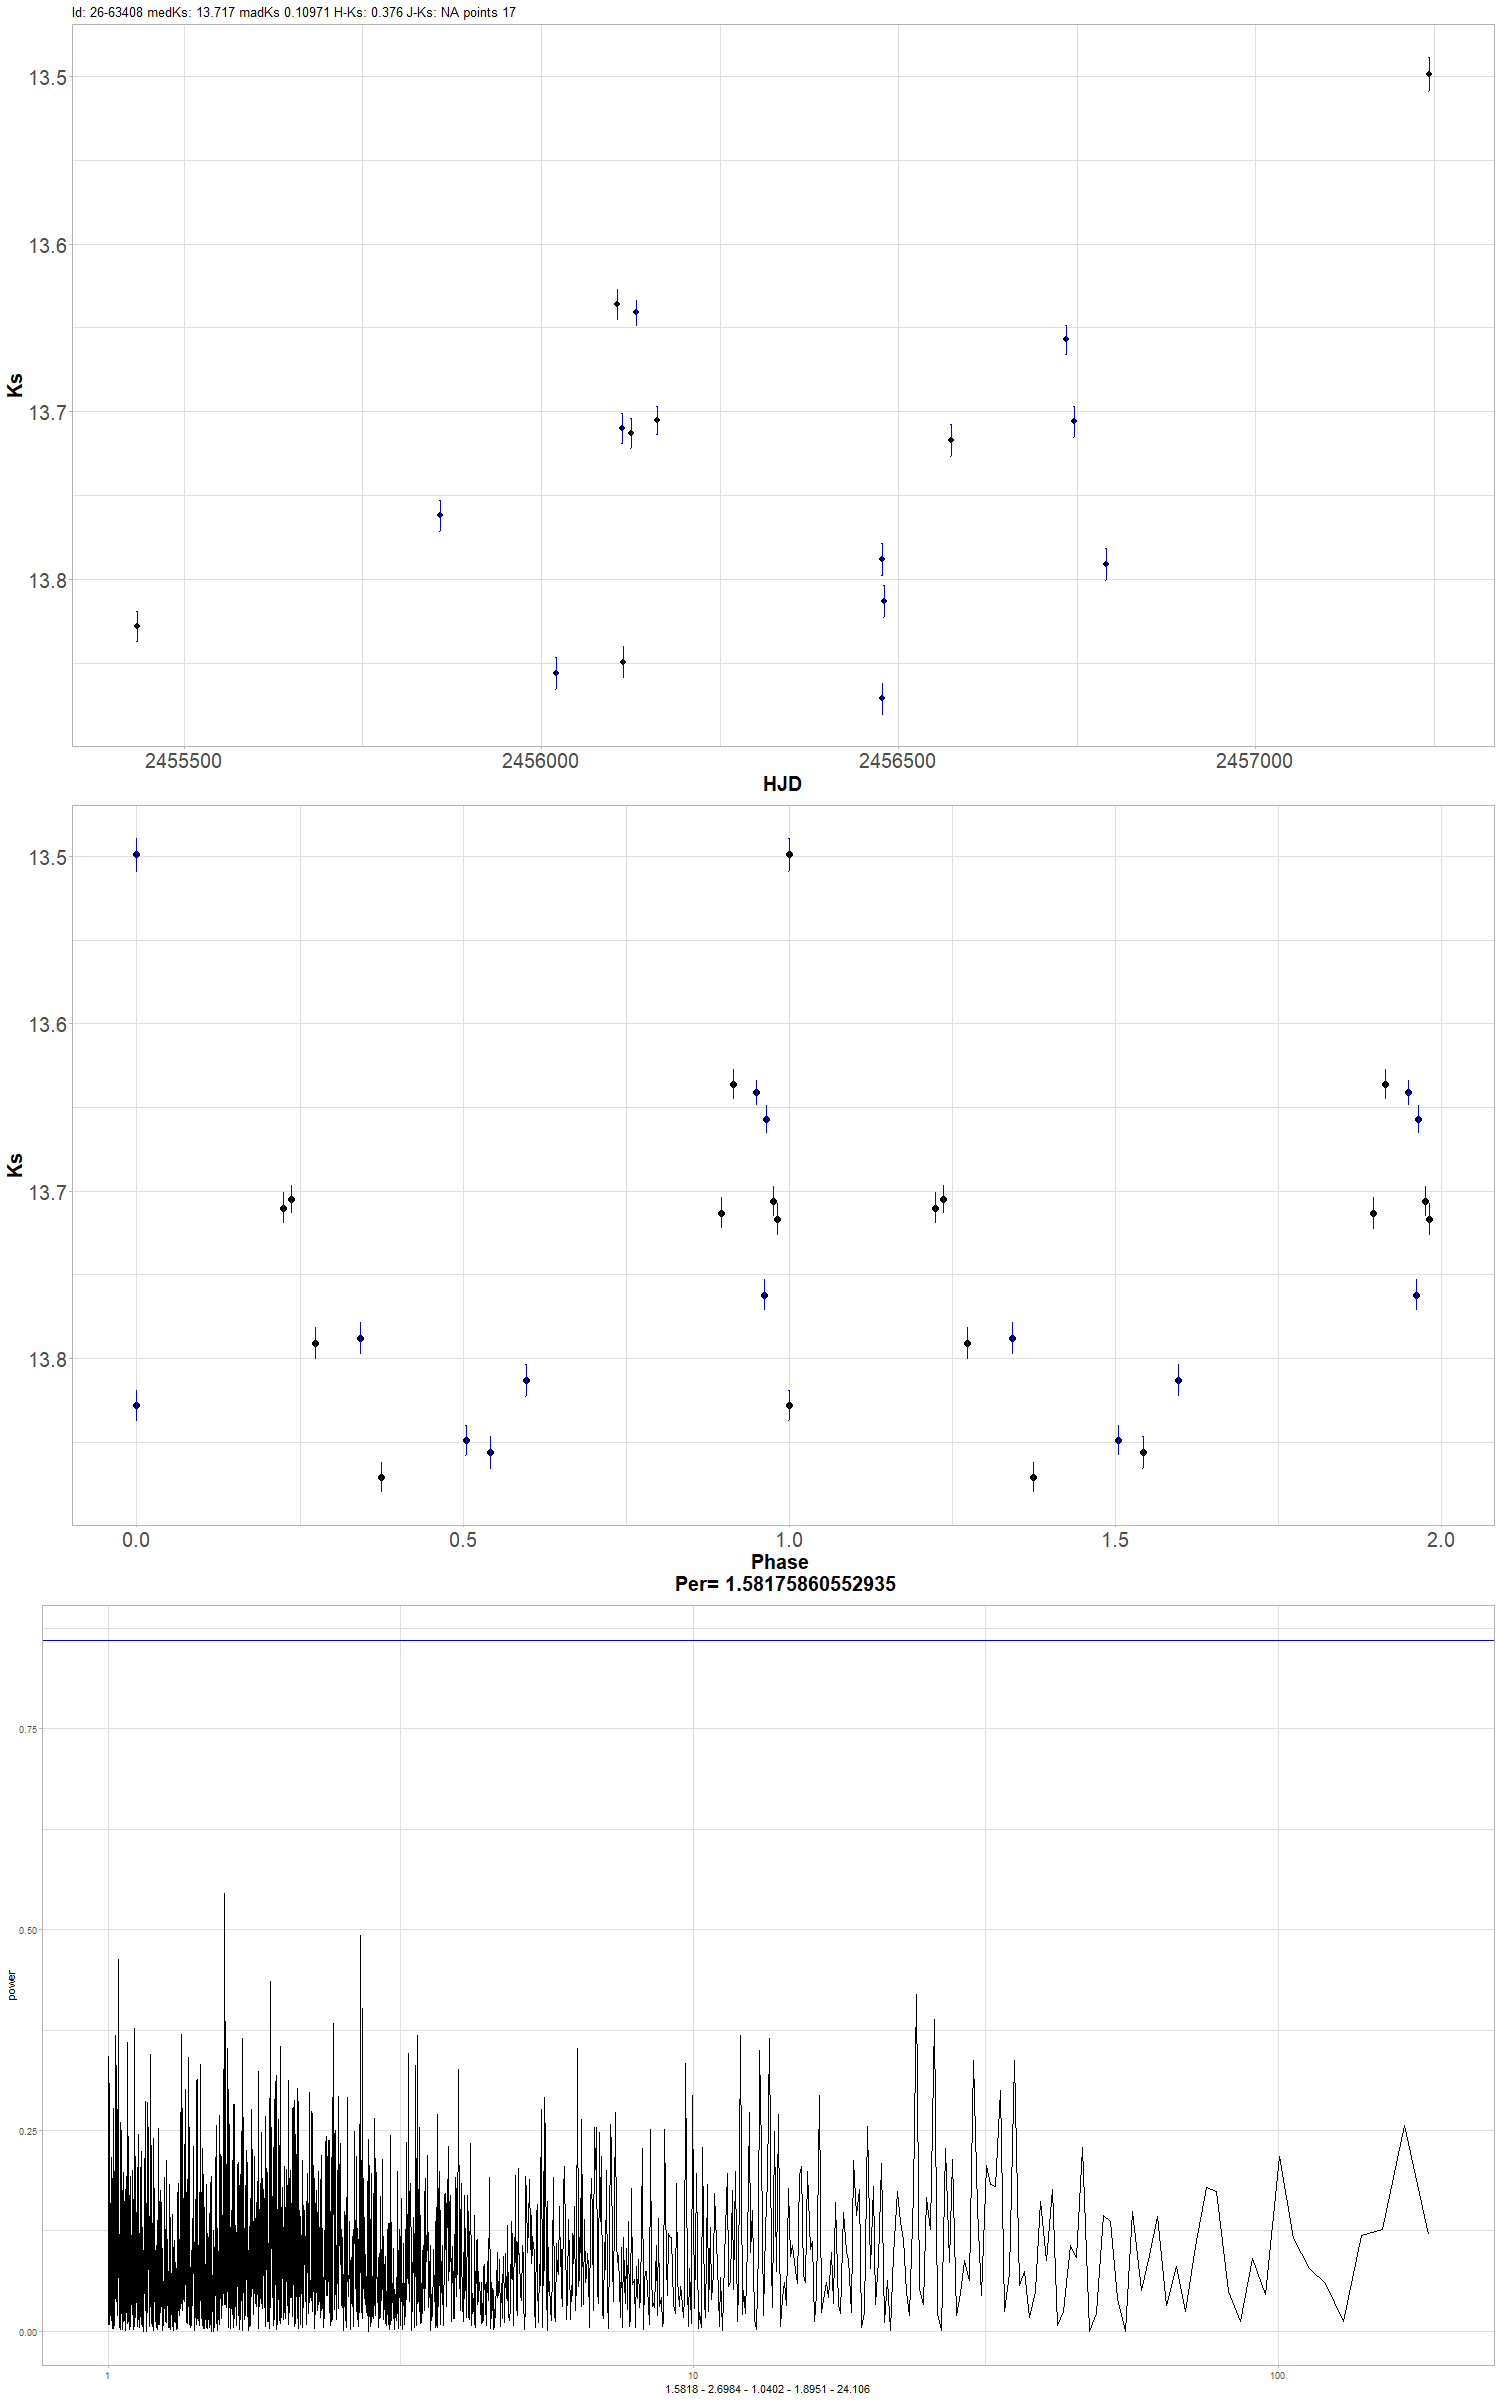 Id: 26-63408 medKs: 13.717 madKs 0.10971 H-Ks: 0.376 J-Ks: NA points 17
13.5
13.6
13.7
13.8
Ks
2455500 2456000 2456500 2457000
HJD
13.5
13.6
13.7
13.8
Ks
0.0 0.5 1.0 1.5 2.0
Phase
Per= 1.58175860552935
0.75
0.50
0.25
0.00
power
1 10 100
1.5818 - 2.6984 - 1.0402 - 1.8951 - 24.106